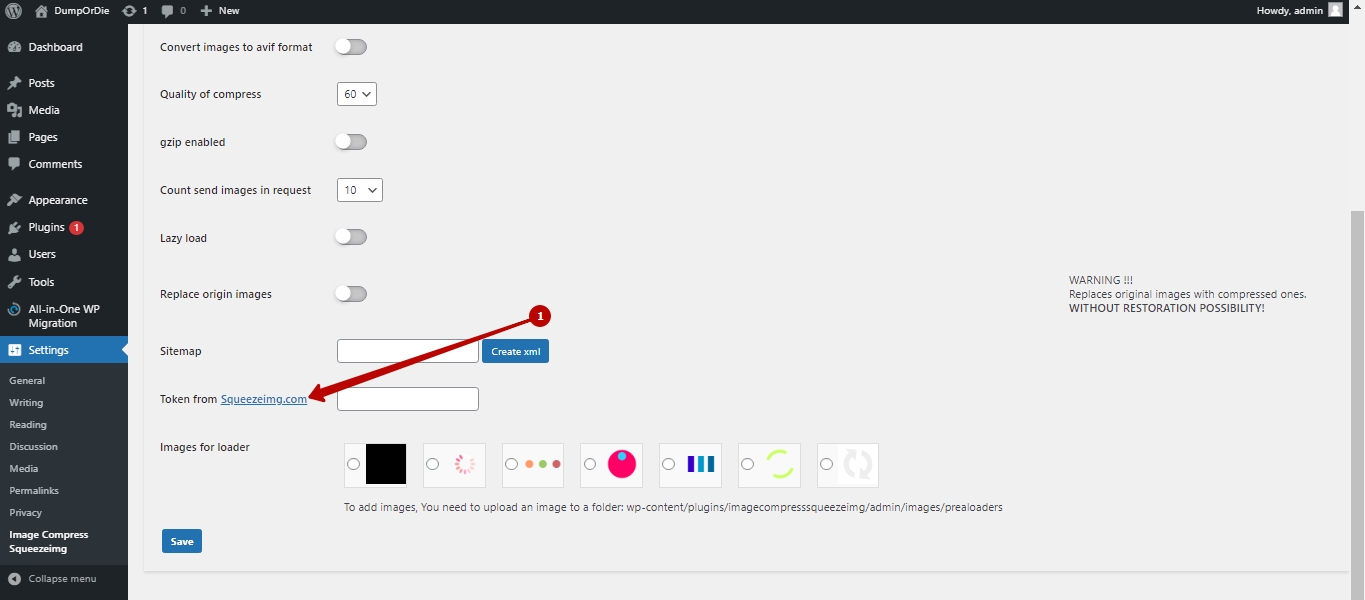 DumpOrDie 1 0 New Howdy, admin
Dashboard
Posts
Media
Pages
Comments
Appearance
Plugins 1
Users
Tools
All-in-One WP
Migration
Settings
General
Writing
Reading
Discussion
Media
Permalinks
Privacy
Image Compress
Squeezeimg
Collapse menu
Convert images to avif format
Quality of compress 60
gzip enabled
Count send images in request 10
Lazy load
Replace origin images
WARNING !!!
Replaces original images with compressed ones.
WITHOUT RESTORATION POSSIBILITY!
1
Sitemap Create xml
Token from Squeezeimg.com
Images for loader
To add images, You need to upload an image to a folder: wp-content/plugins/imagecompresssqueezeimg/admin/images/prealoaders
Save